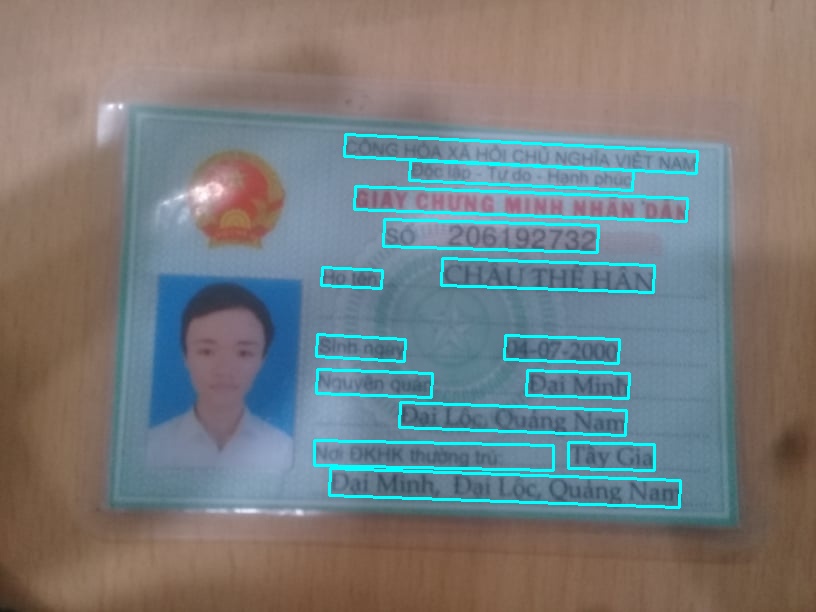 CỘNG HÒA XÃ HỘI CHỦ NGHĨA VIỆT NAM
Độc lập - Tự do - Hạnh phúc
GIẤY CHỨNG MINH NHÂN DÂN
SỐ 206192732
Họ tên: CHÂU THẾ HÂN
Sinh ngày 04-07-2000
Nguyên quán Đại Minh
Đại Lộc, Quảng Nam
Nơi ĐKHK thường trú: Tây Gia
Đại Minh, Đại Lộc, Quảng Nam